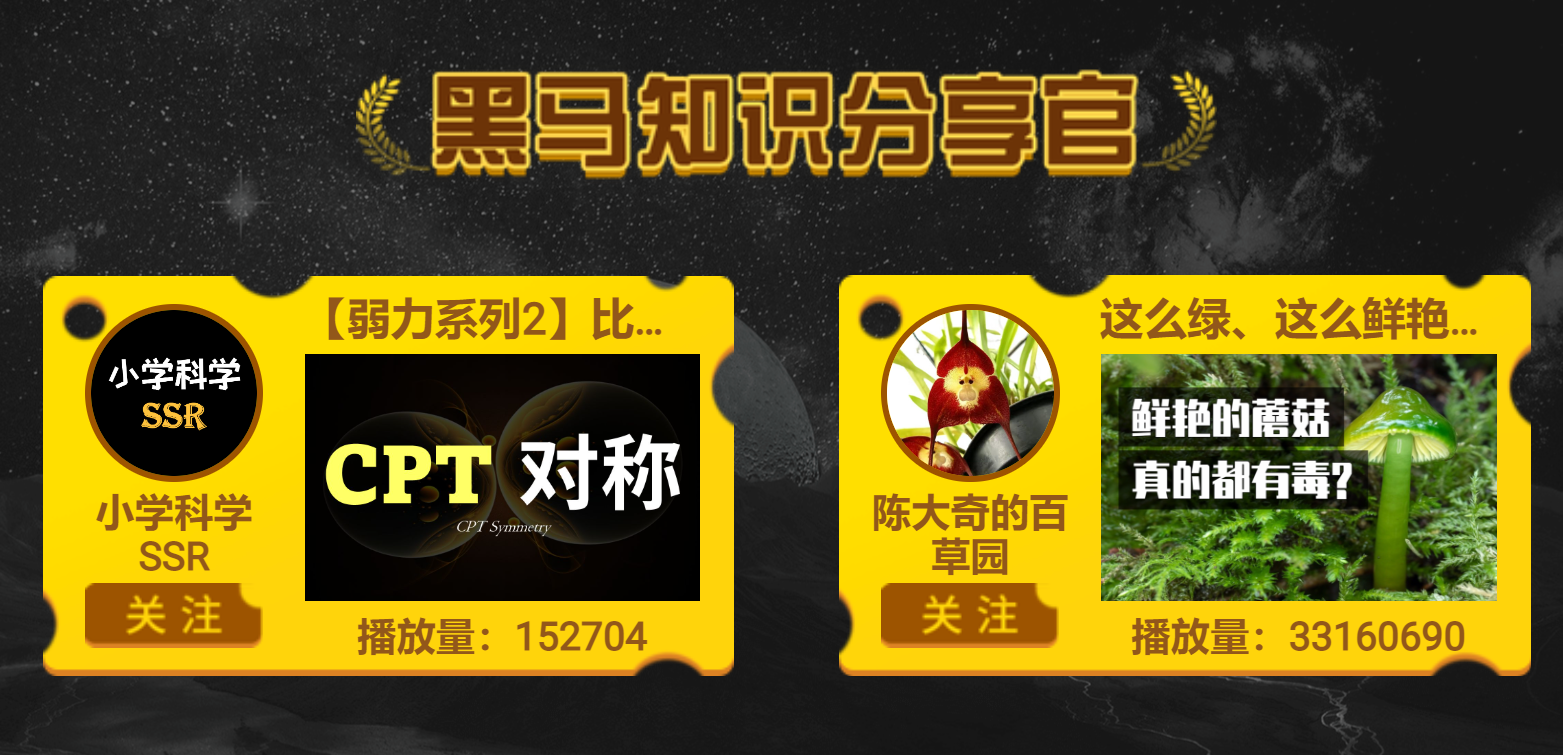 黑马知识分享官
【弱力系列2】比...
小学科学
SSR
CPT 对称
CPT Symmetry
小学科学
SSR
关注
播放量：152704
这么绿、这么鲜艳...
鲜艳的蘑菇
真的都有毒?
陈大奇的百
草园
关注
播放量：33160690